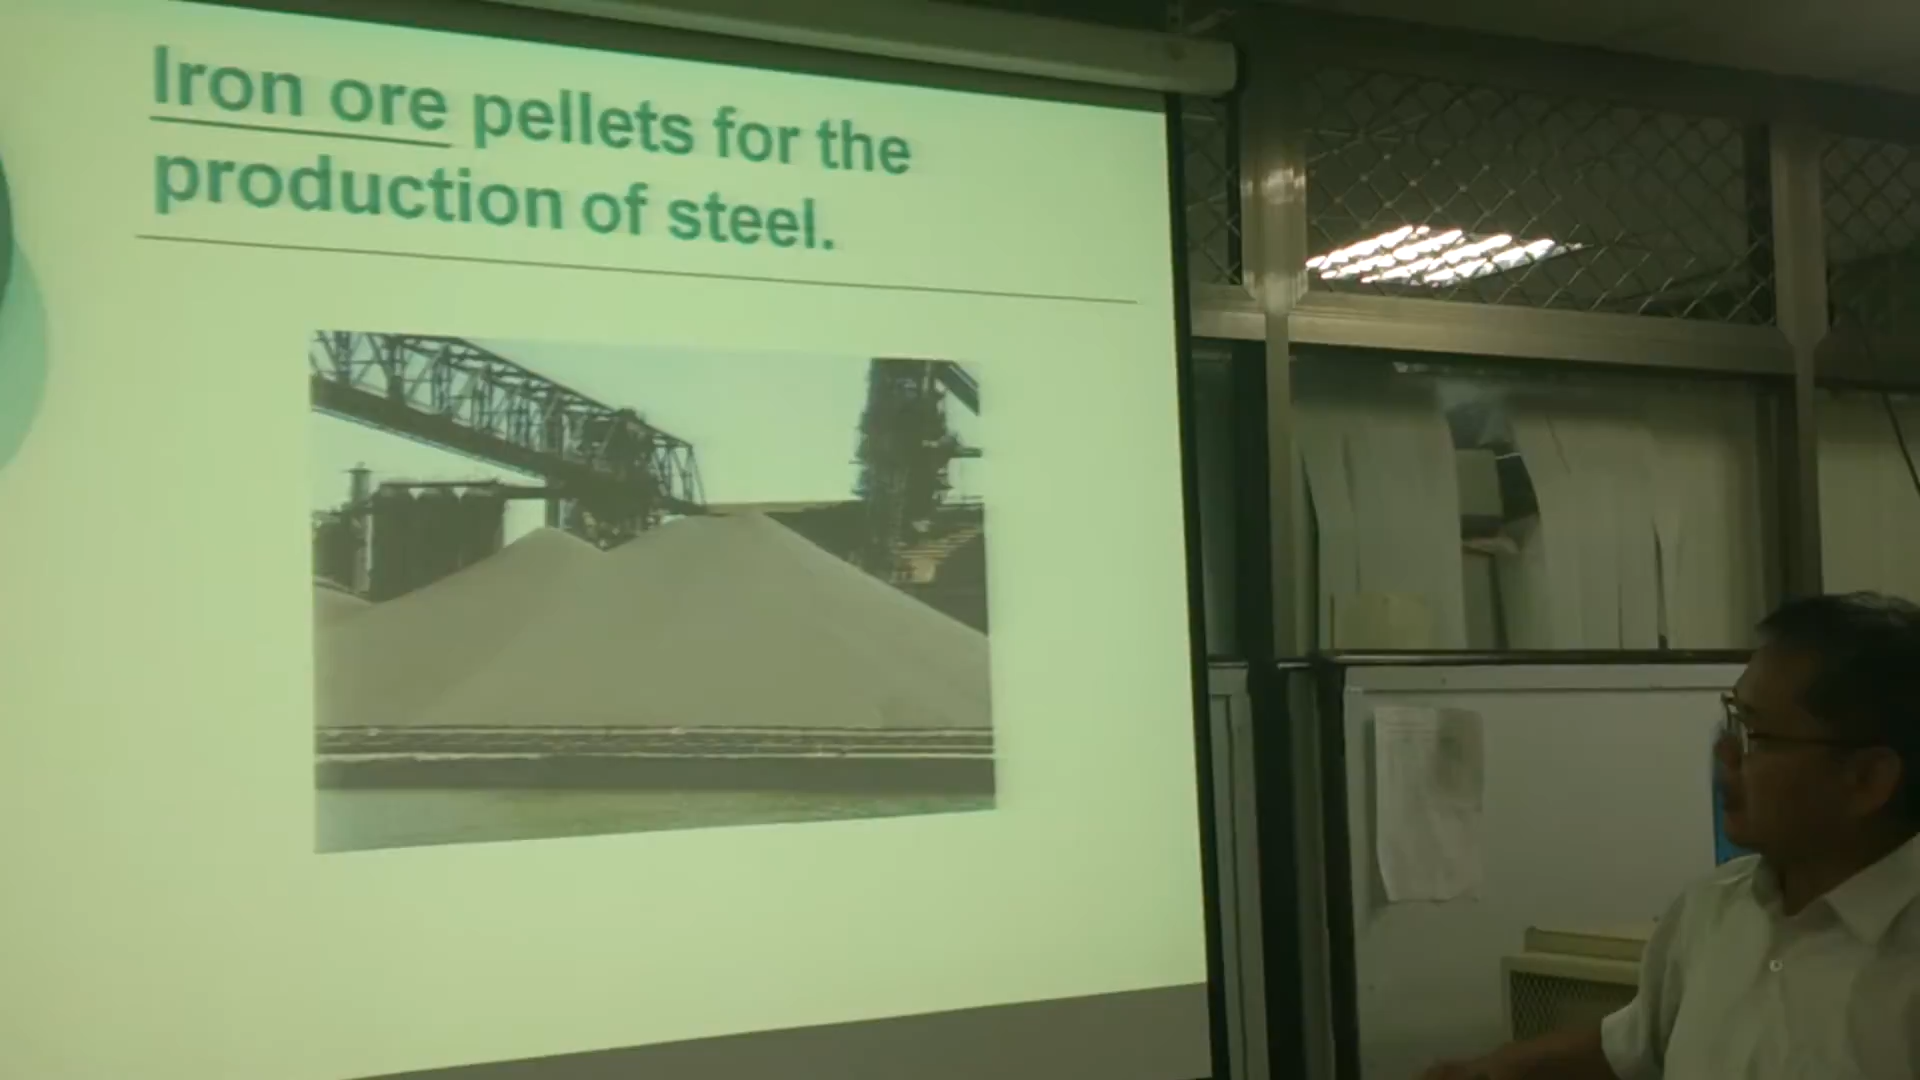 Iron ore pellets for the
production of steel.